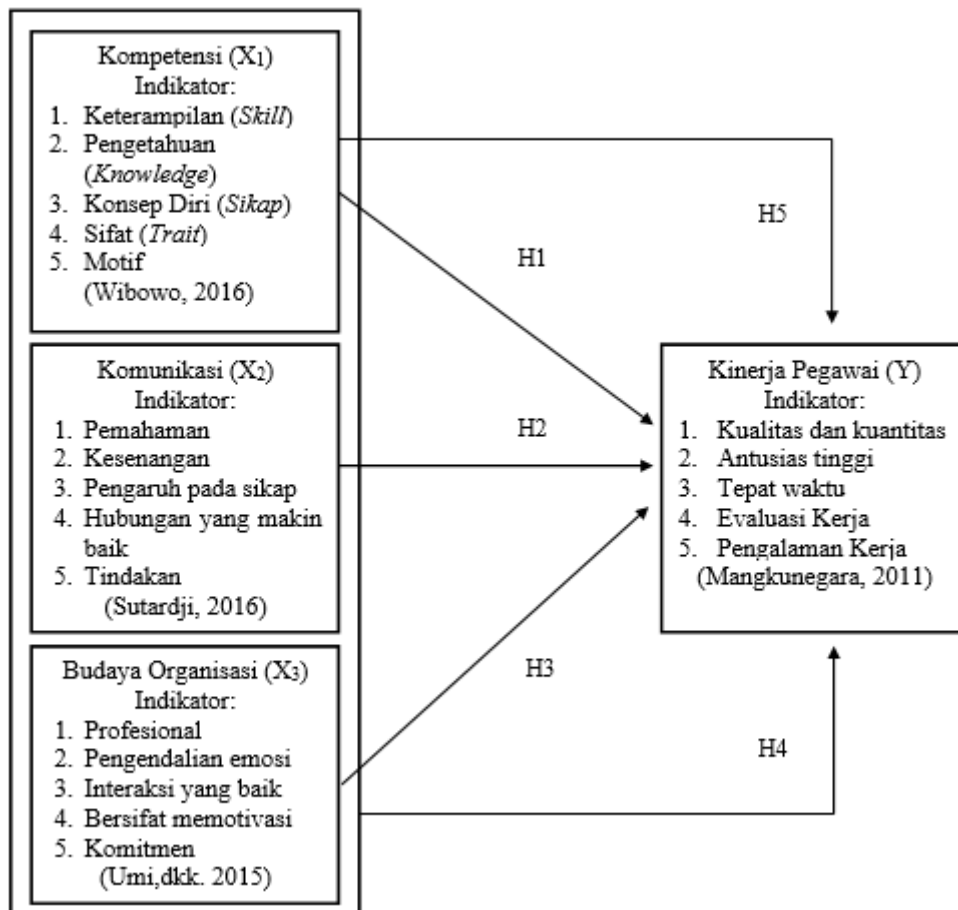 Kompetensi (X1)
Indikator:
1. Keterampilan (Skill)
2. Pengetahuan
(Knowledge)
3. Konsep Diri (Sikap)
4. Sifat (Trait)
5. Motif
(Wibowo, 2016)
Komunikasi (X2)
Indikator:
1. Pemahaman
2. Kesenangan
3. Pengaruh pada sikap
4. Hubungan yang makin
baik
5. Tindakan
(Sutardji, 2016)
Budaya Organisasi (X3)
Indikator:
1. Profesional
2. Pengendalian emosi
3. Interaksi yang baik
4. Bersifat memotivasi
5. Komitmen
(Umi,dkk. 2015)
H5
H1
H2
H3
H4
Kinerja Pegawai (Y)
Indikator:
1. Kualitas dan kuantitas
2. Antusias tinggi
3. Tepat waktu
4. Evaluasi Kerja
5. Pengalaman Kerja
(Mangkunegara, 2011)